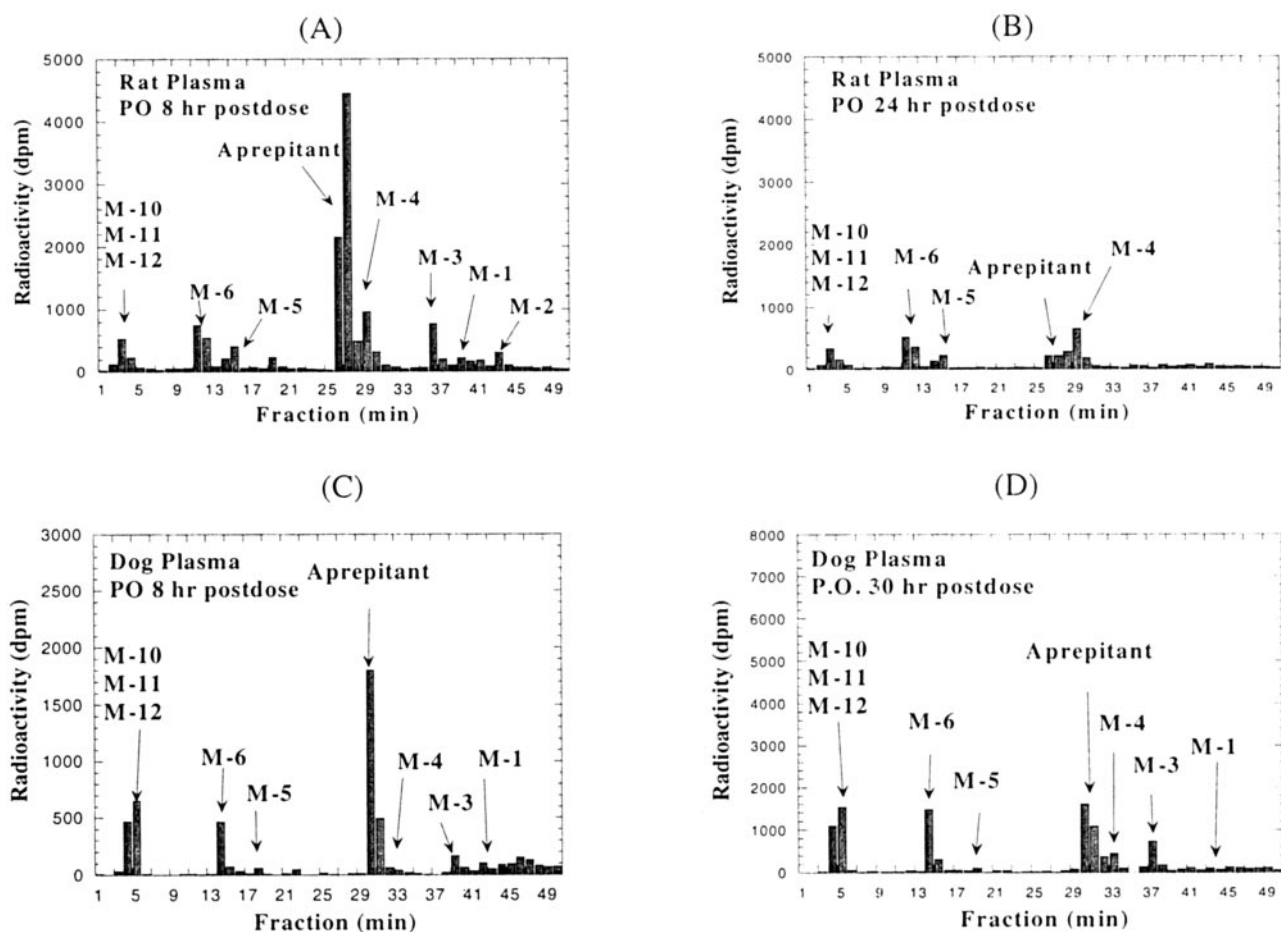 (A)
Rat Plasma
PO 8 hr postdose
Aprepitant
M-4
M-10
M-11
M-12
M-6
M-5
M-3
M-1
M-2
Radioactivity (dpm)
5000
4000
3000
2000
1000
0
1 5 9 13 17 21 25 29 33 37 41 45 49
Fraction (min)
(B)
Rat Plasma
PO 24 hr postdose
M-10
M-11
M-12
M-6
M-5
Aprepitant
M-4
Radioactivity (dpm)
5000
4000
3000
2000
1000
0
1 5 9 13 17 21 25 29 33 37 41 45 49
Fraction (min)
(C)
Dog Plasma
PO 8 hr postdose
Aprepitant
M-10
M-11
M-12
M-6
M-5
M-4
M-3
M-1
Radioactivity (dpm)
3000
2500
2000
1500
1000
500
0
1 5 9 13 17 21 25 29 33 37 41 45 49
Fraction (min)
(D)
Dog Plasma
P.O. 30 hr postdose
Aprepitant
M-10
M-11
M-12
M-6
M-5
M-4
M-3
M-1
Radioactivity (dpm)
8000
7000
6000
5000
4000
3000
2000
1000
0
1 5 9 13 17 21 25 29 33 37 41 45 49
Fraction (min)